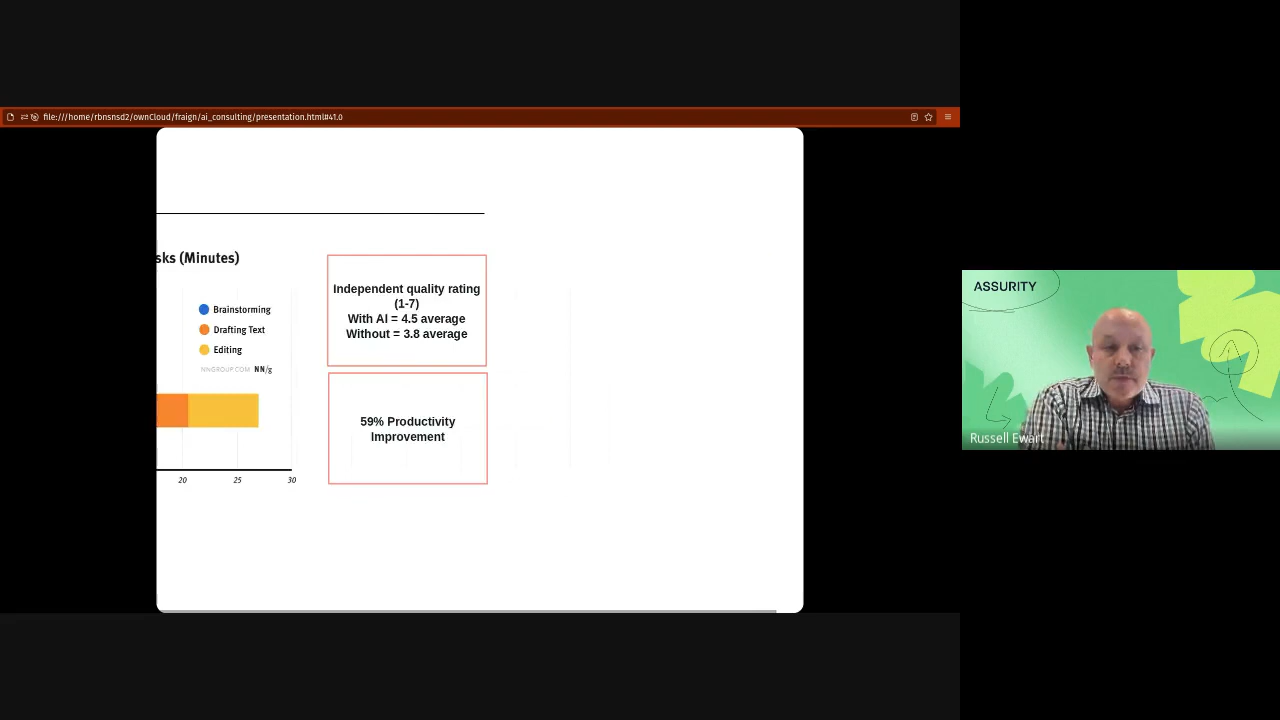 file:///home/rbnsnsd2/ownCloud/fraign/ai_consulting/presentation.html#41.0
sks (Minutes)
Brainstorming
Drafting Text
Editing
NNGROUP.COM NN/g
20
25
30
Independent quality rating
(1-7)
With AI = 4.5 average
Without = 3.8 average
59% Productivity
Improvement
ASSURITY
Russell Ewart